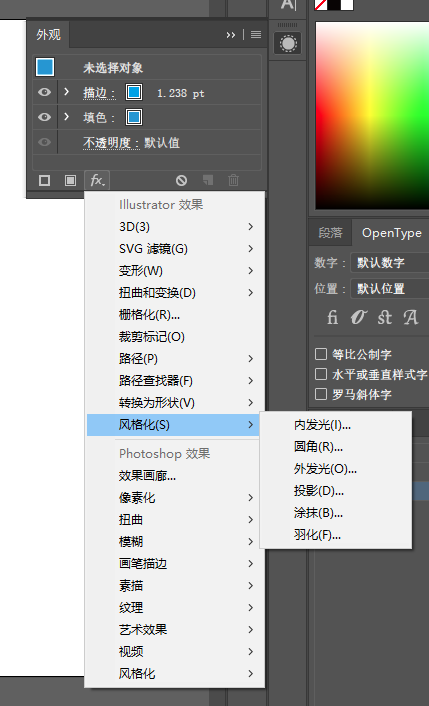 A
外观
未选择对象
描边： 1.238 pt
填色：
不透明度：默认值
fx.
Illustrator 效果
3D(3)
SVG 滤镜(G)
变形(W)
扭曲和变换(D)
栅格化(R)...
裁剪标记(O)
路径(P)
路径查找器(F)
转换为形状(V)
风格化(S)
内发光(I)...
圆角(R)...
外发光(O)...
投影(D)...
涂抹(B)...
羽化(F)...
Photoshop 效果
效果画廊...
像素化
扭曲
模糊
画笔描边
素描
纹理
艺术效果
视频
风格化
段落 OpenType
数字： 默认数字
位置： 默认位置
fi O st A
等比公制字
水平或垂直样式字
罗马斜体字